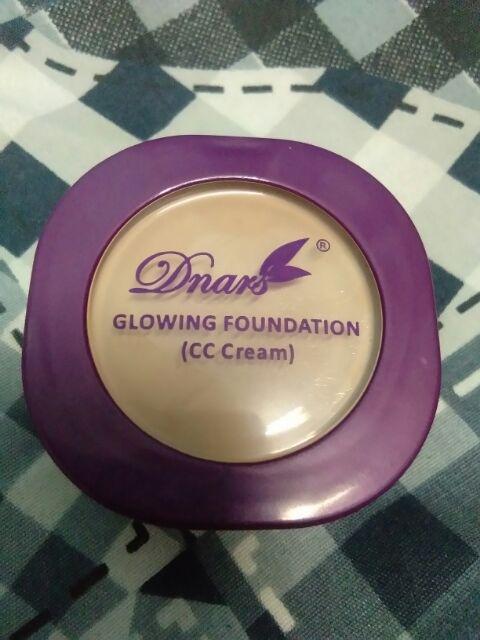 Dnars ®
GLOWING FOUNDATION
(CC Cream)